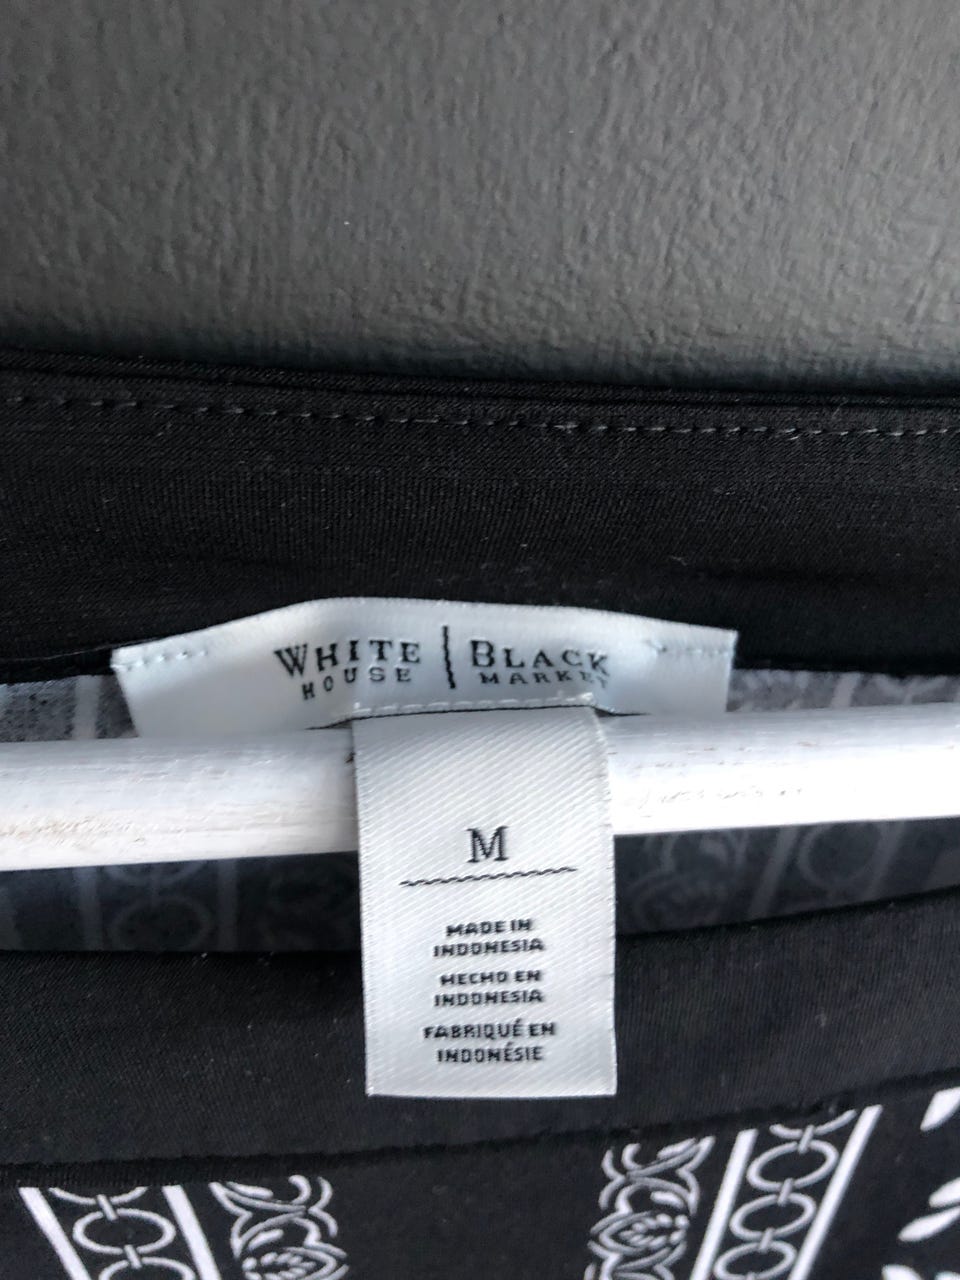 WHITE | BLACK
HOUSE MARKET
M
MADE IN
INDONESIA
HECHO EN
INDONESIA
FABRIQUÉ EN
INDONÉSIE